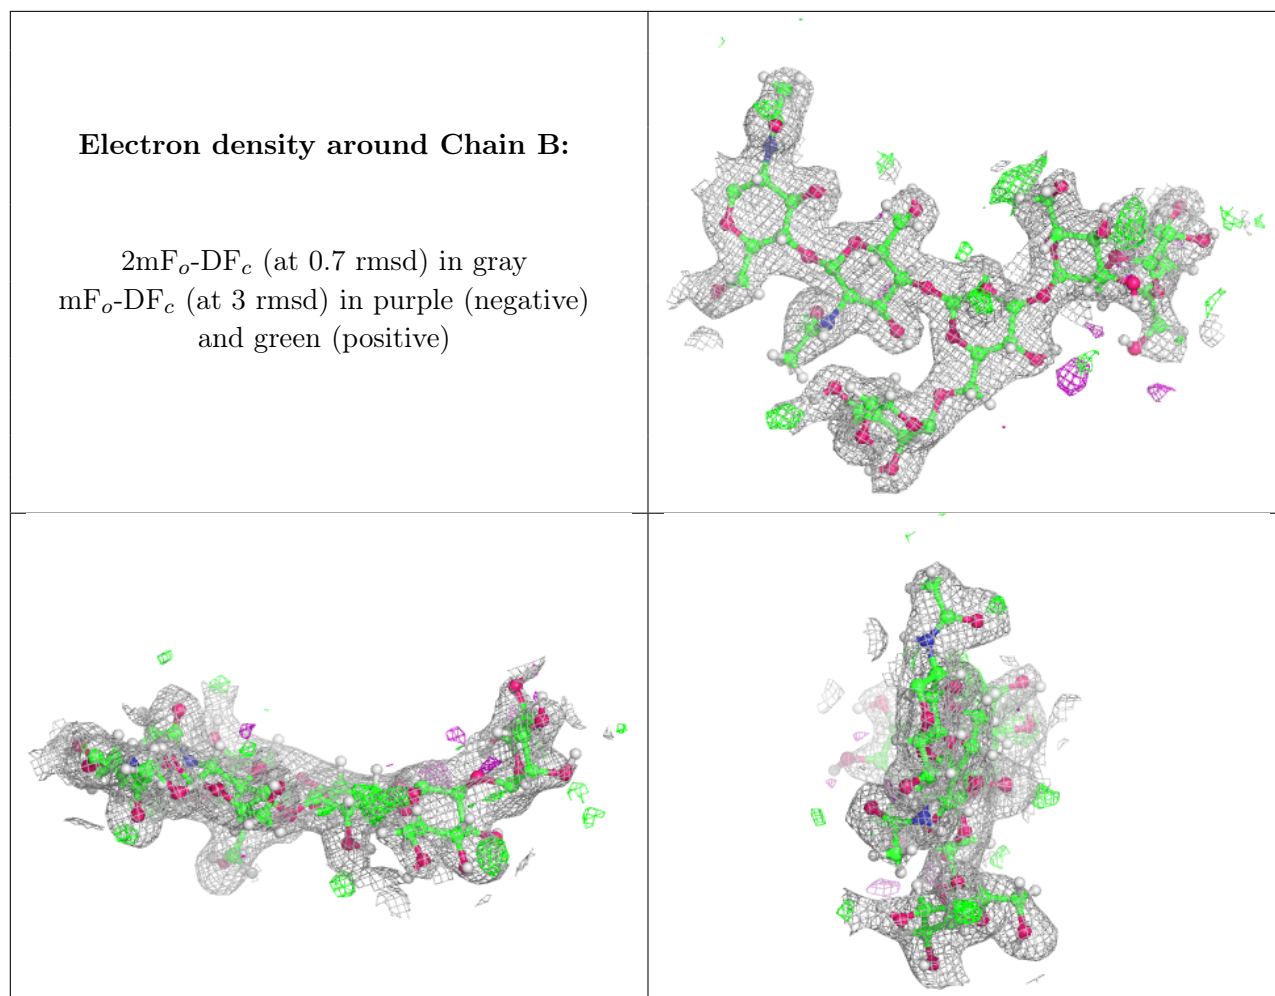 Electron density around Chain B:
2mFₒ-DF𝒸 (at 0.7 rmsd) in gray
mFₒ-DF𝒸 (at 3 rmsd) in purple (negative)
and green (positive)